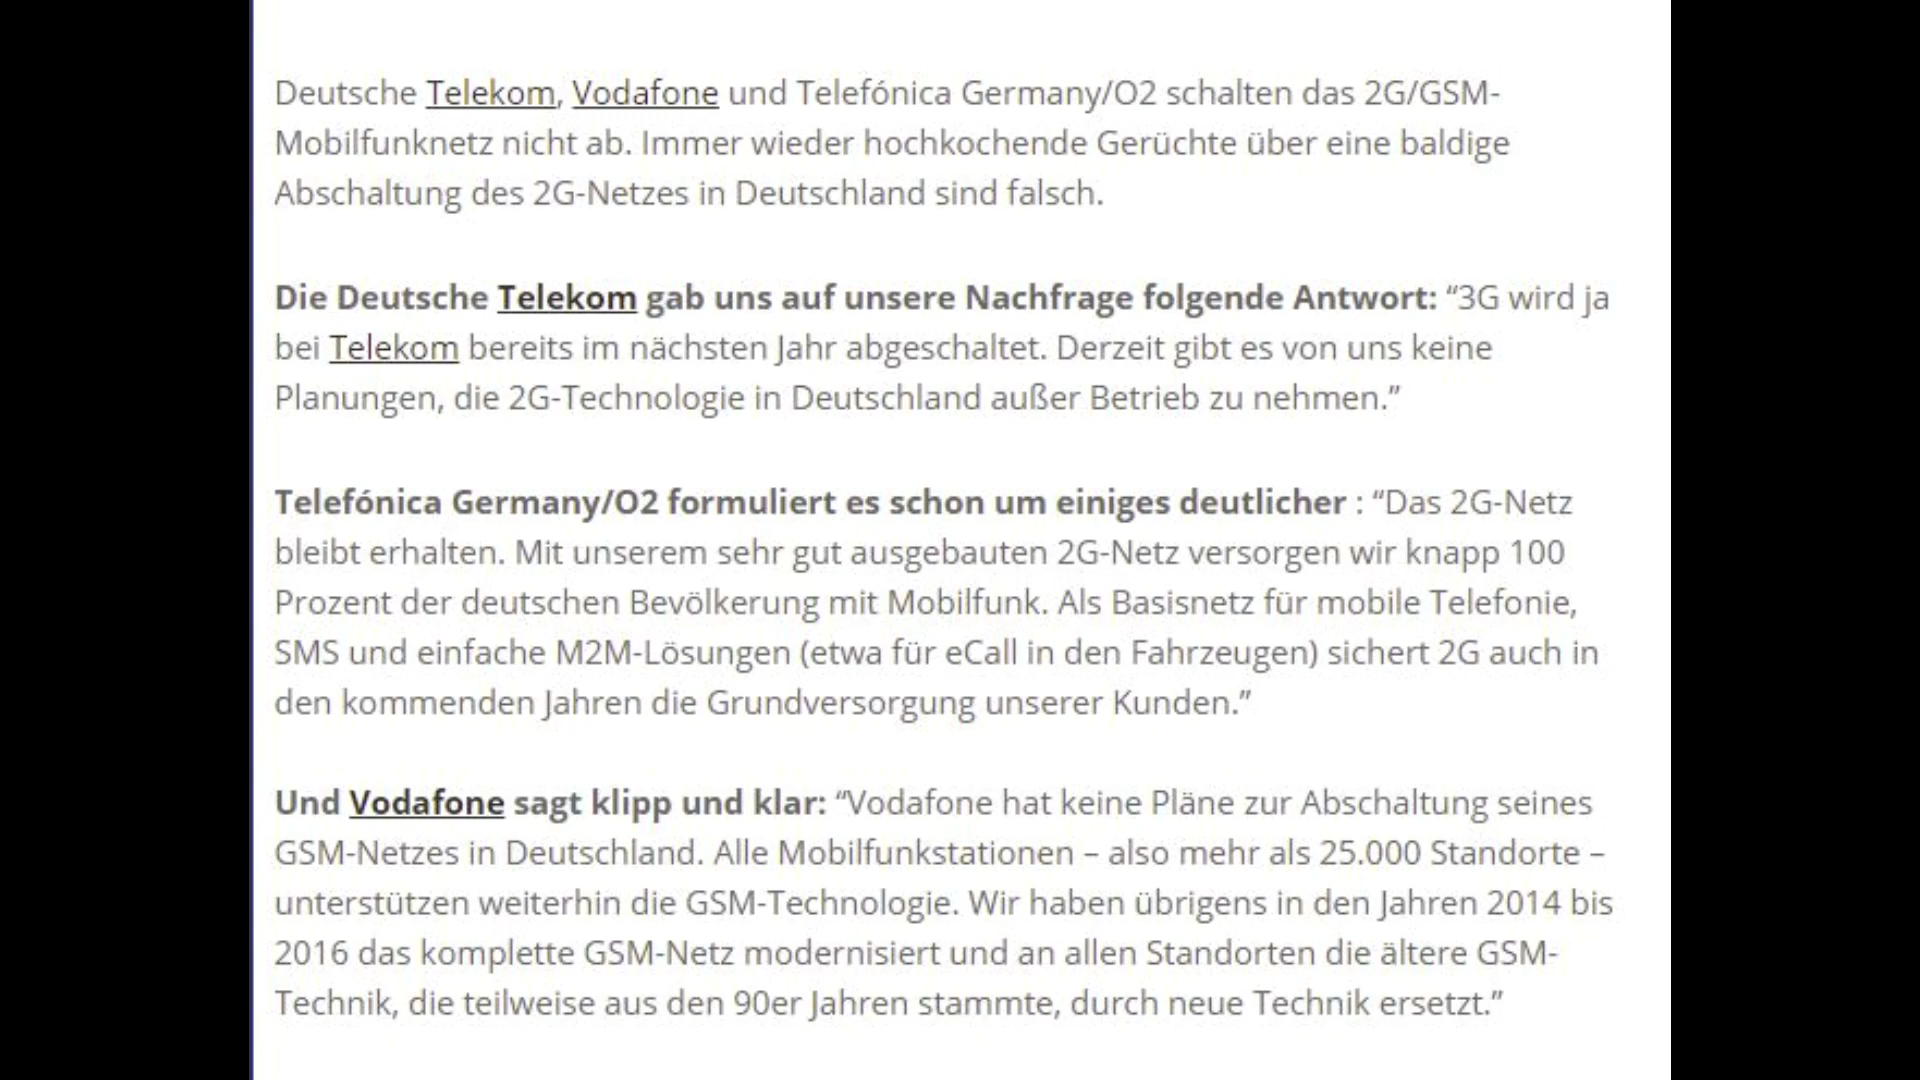 Deutsche Telekom, Vodafone und Telefónica Germany/O2 schalten das 2G/GSM-
Mobilfunknetz nicht ab. Immer wieder hochkochende Gerüchte über eine baldige
Abschaltung des 2G-Netzes in Deutschland sind falsch.
Die Deutsche Telekom gab uns auf unsere Nachfrage folgende Antwort: “3G wird ja
bei Telekom bereits im nächsten Jahr abgeschaltet. Derzeit gibt es von uns keine
Planungen, die 2G-Technologie in Deutschland außer Betrieb zu nehmen.”
Telefónica Germany/O2 formuliert es schon um einiges deutlicher : “Das 2G-Netz
bleibt erhalten. Mit unserem sehr gut ausgebauten 2G-Netz versorgen wir knapp 100
Prozent der deutschen Bevölkerung mit Mobilfunk. Als Basisnetz für mobile Telefonie,
SMS und einfache M2M-Lösungen (etwa für eCall in den Fahrzeugen) sichert 2G auch in
den kommenden Jahren die Grundversorgung unserer Kunden.”
Und Vodafone sagt klipp und klar: “Vodafone hat keine Pläne zur Abschaltung seines
GSM-Netzes in Deutschland. Alle Mobilfunkstationen – also mehr als 25.000 Standorte –
unterstützen weiterhin die GSM-Technologie. Wir haben übrigens in den Jahren 2014 bis
2016 das komplette GSM-Netz modernisiert und an allen Standorten die ältere GSM-
Technik, die teilweise aus den 90er Jahren stammte, durch neue Technik ersetzt.”